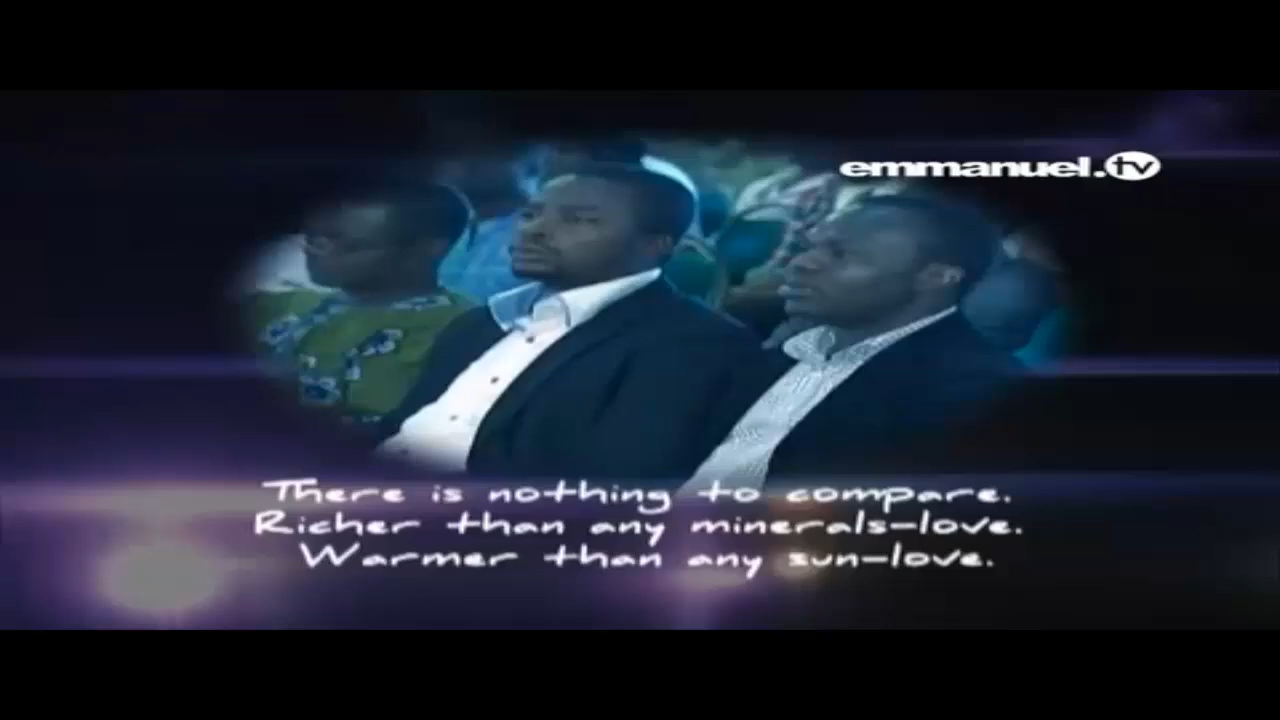 emmanuel.tv
There is nothing to compare.
Richer than any minerals-love.
Warmer than any sun-love.